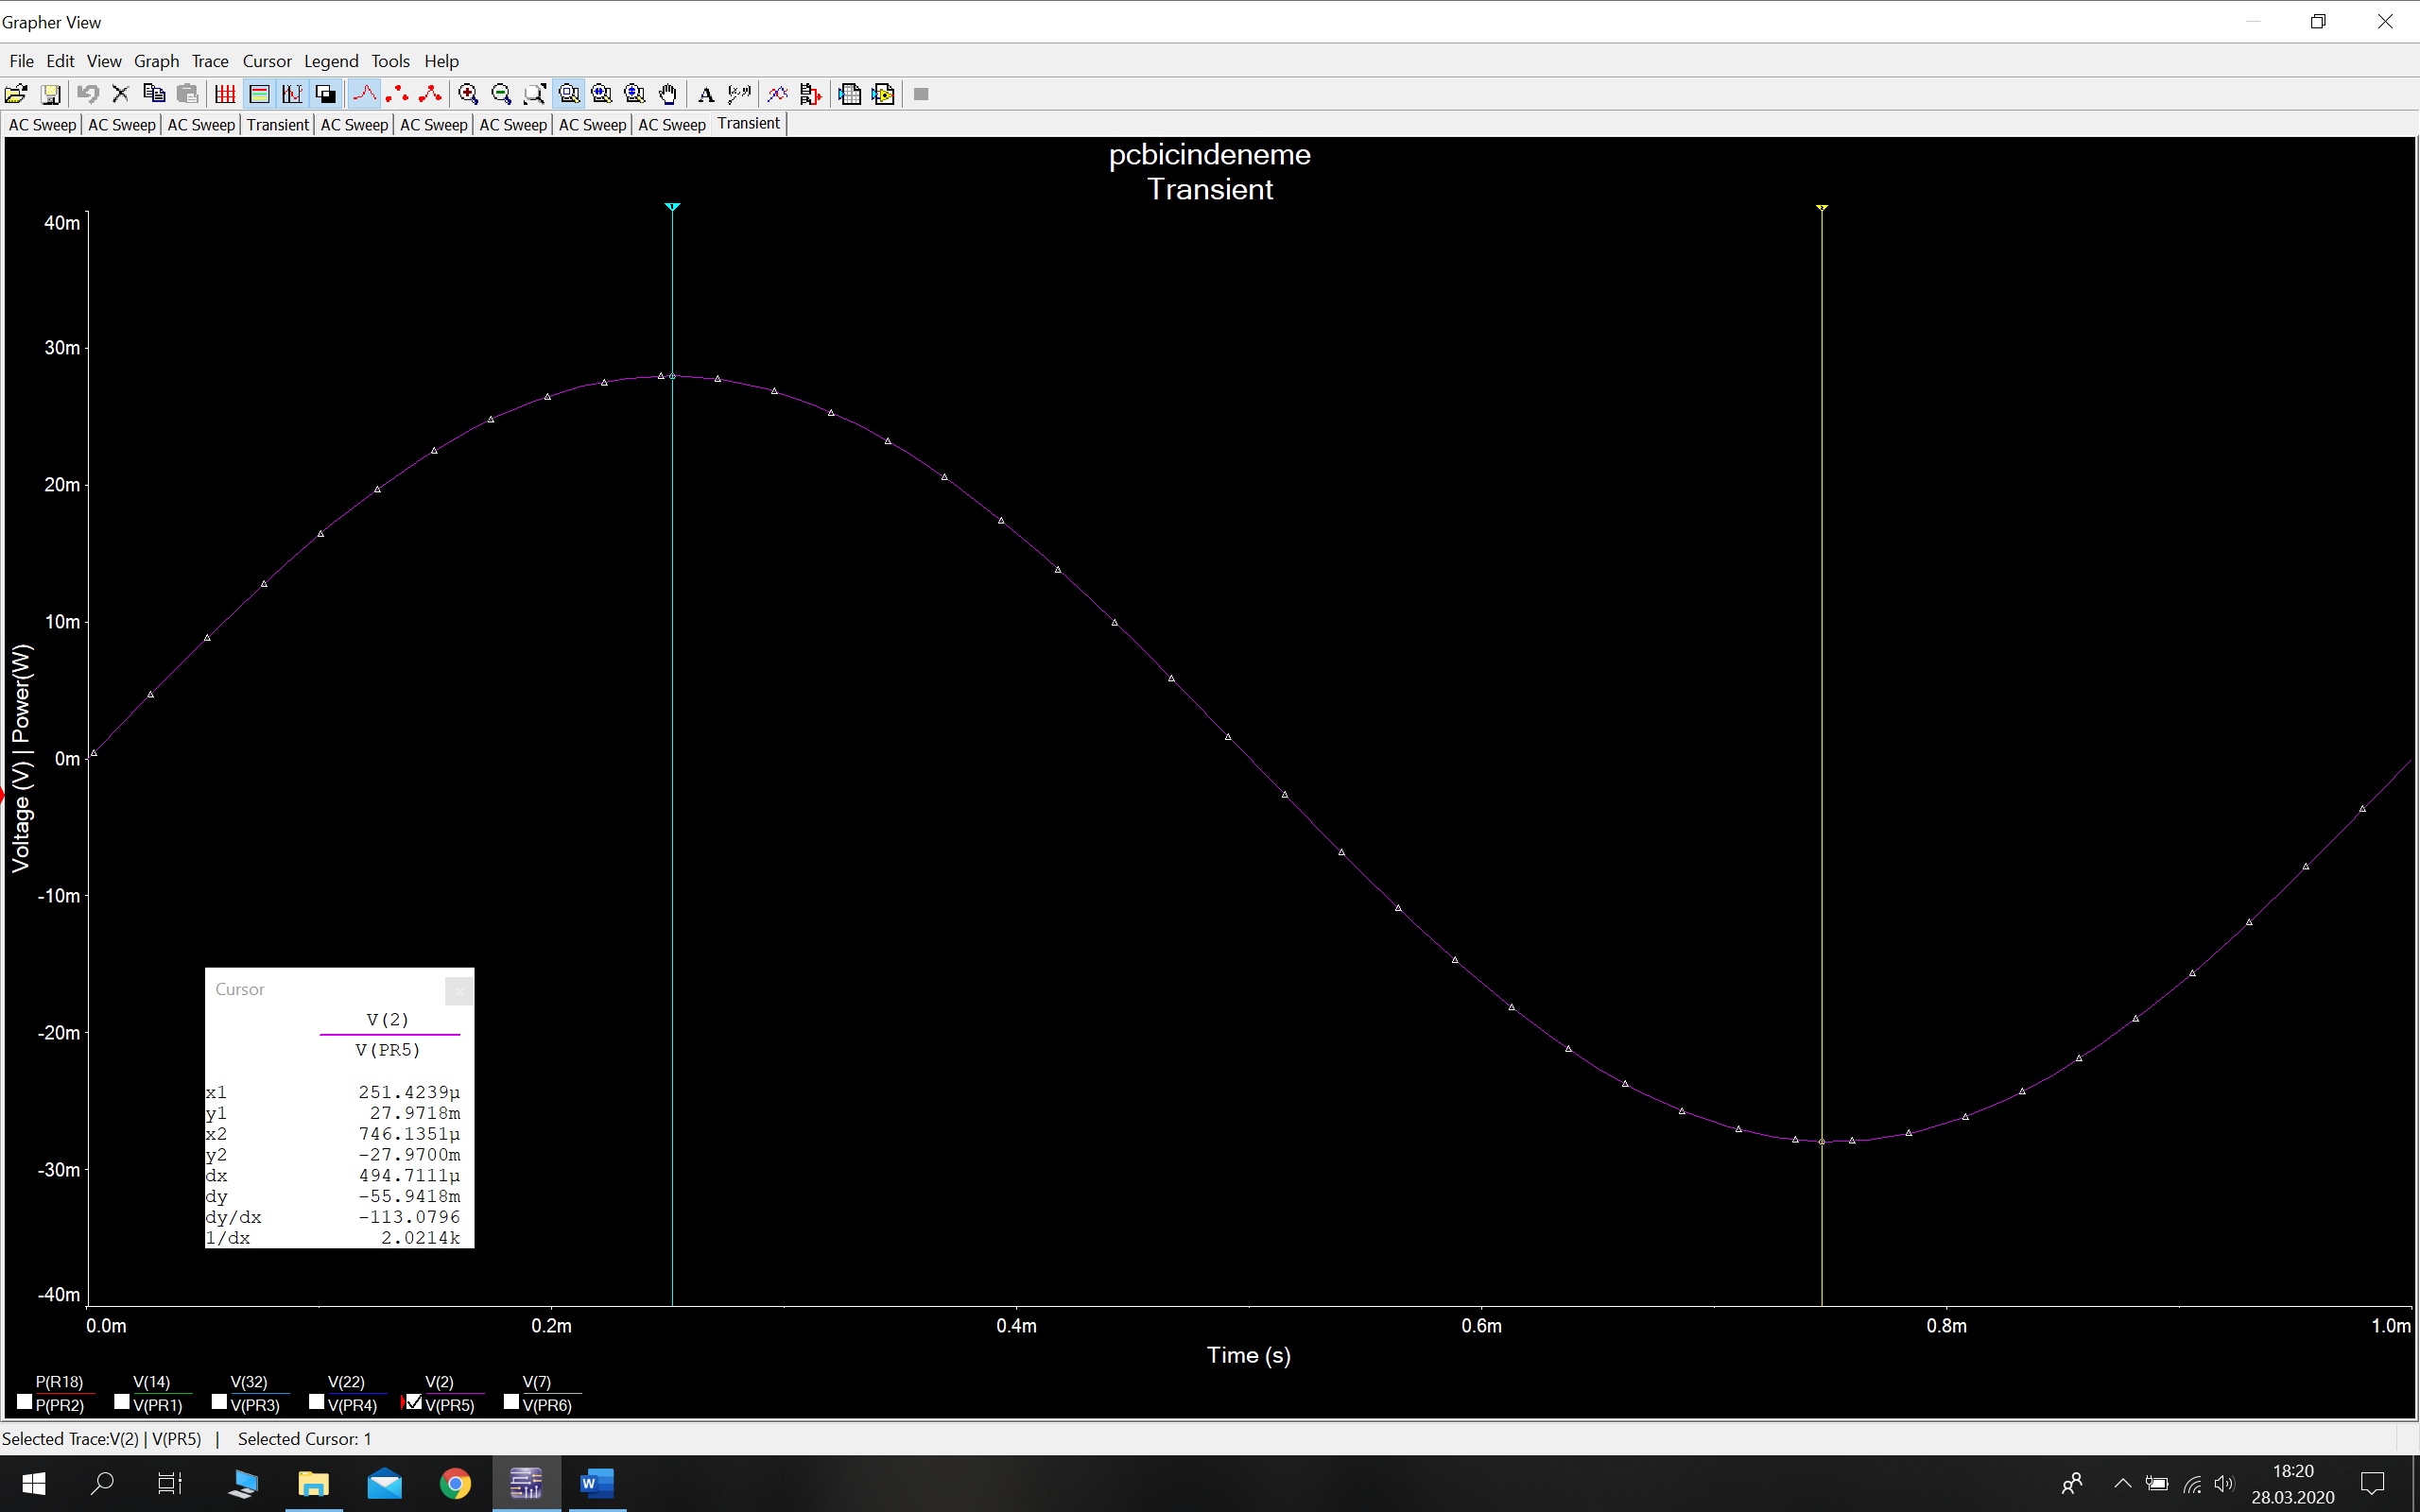 Grapher View
File Edit View Graph Trace Cursor Legend Tools Help
AC Sweep AC Sweep AC Sweep Transient AC Sweep AC Sweep AC Sweep AC Sweep AC Sweep Transient
pcbicindeneme
Transient
40m
30m
20m
10m
0m
-10m
-20m
-30m
-40m
Voltage (V) | Power(W)
Cursor
V(2)
V(PR5)
x1 251.4239µ
y1 27.9718m
x2 746.1351µ
y2 -27.9700m
dx 494.7111µ
dy -55.9418m
dy/dx -113.0796
1/dx 2.0214k
0.0m 0.2m 0.4m 0.6m 0.8m 1.0m
Time (s)
P(R18) V(14) V(32) V(22) V(2) V(7)
P(PR2) V(PR1) V(PR3) V(PR4) V(PR5) V(PR6)
Selected Trace:V(2) | V(PR5) | Selected Cursor: 1
18:20
28.03.2020